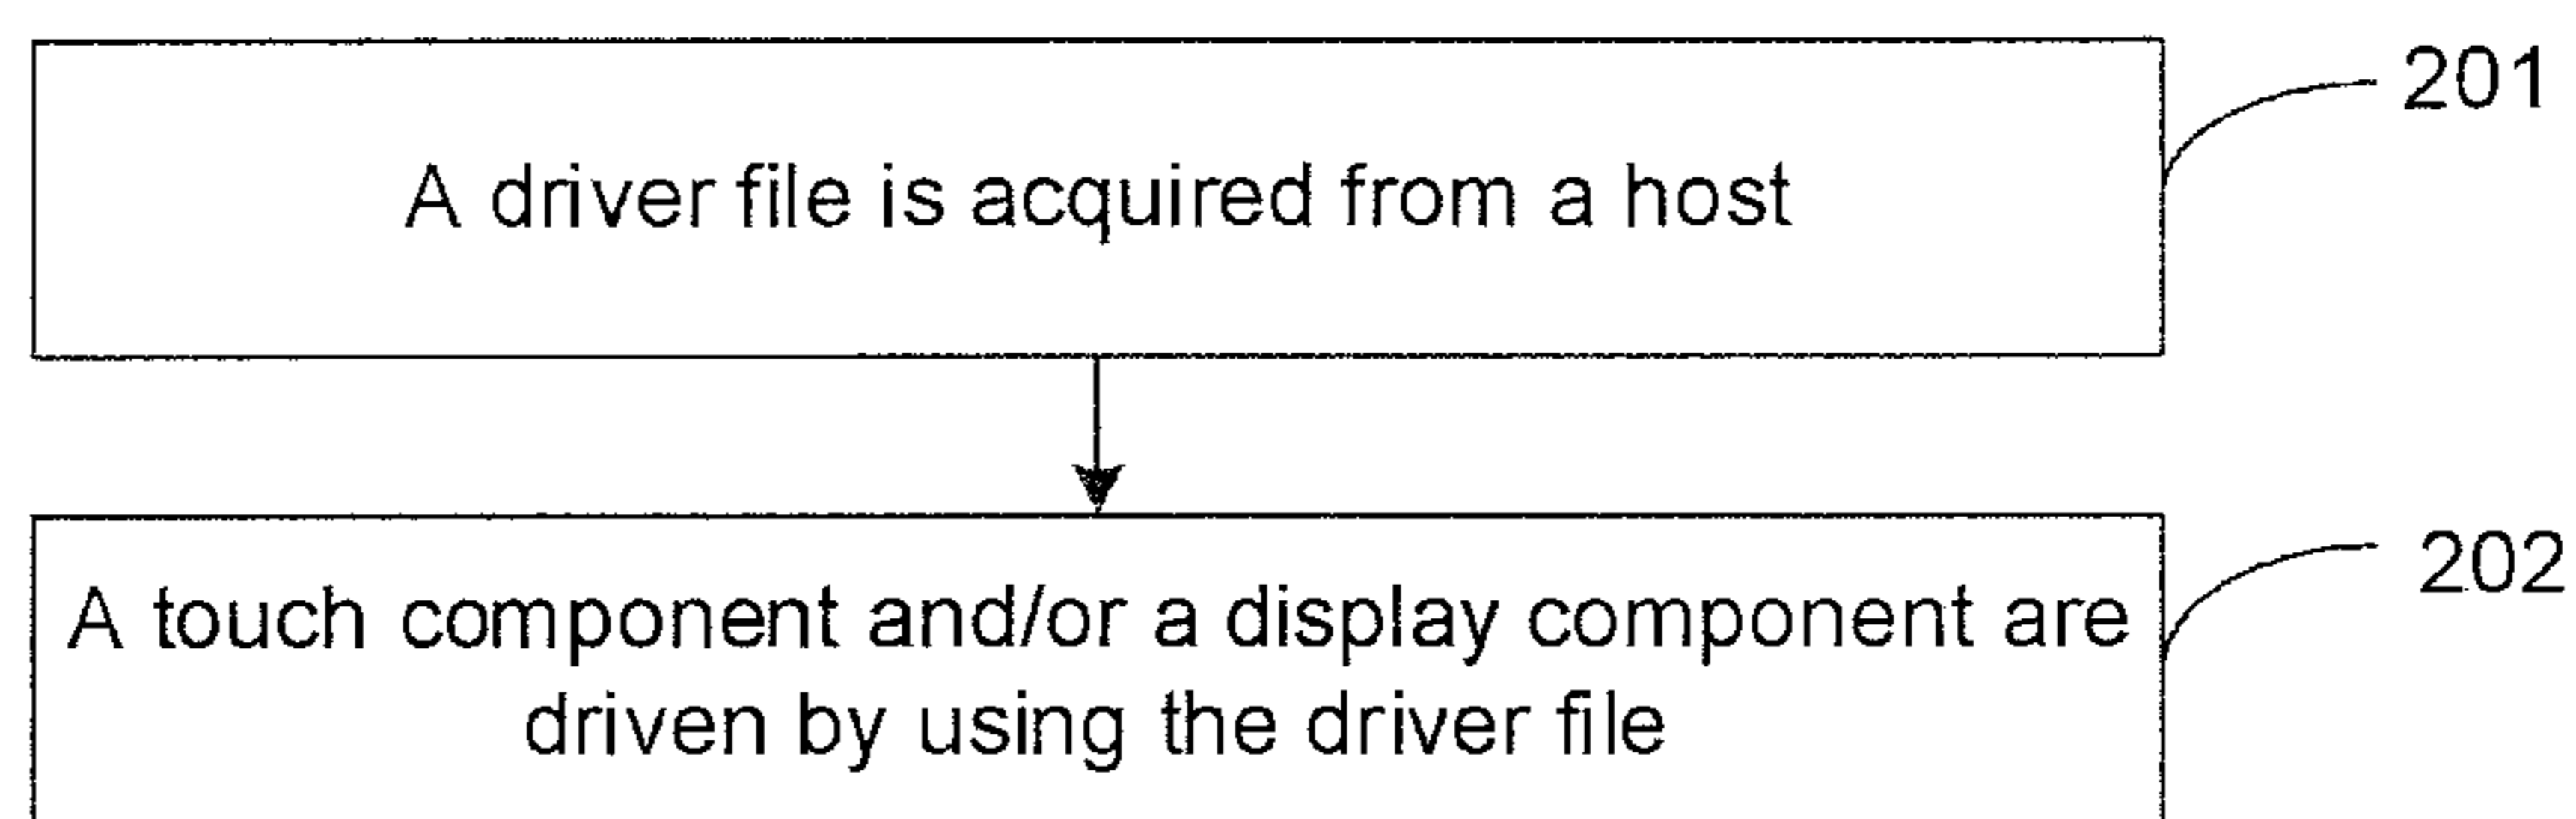 201
A driver file is acquired from a host
202
A touch component and/or a display component are
driven by using the driver file